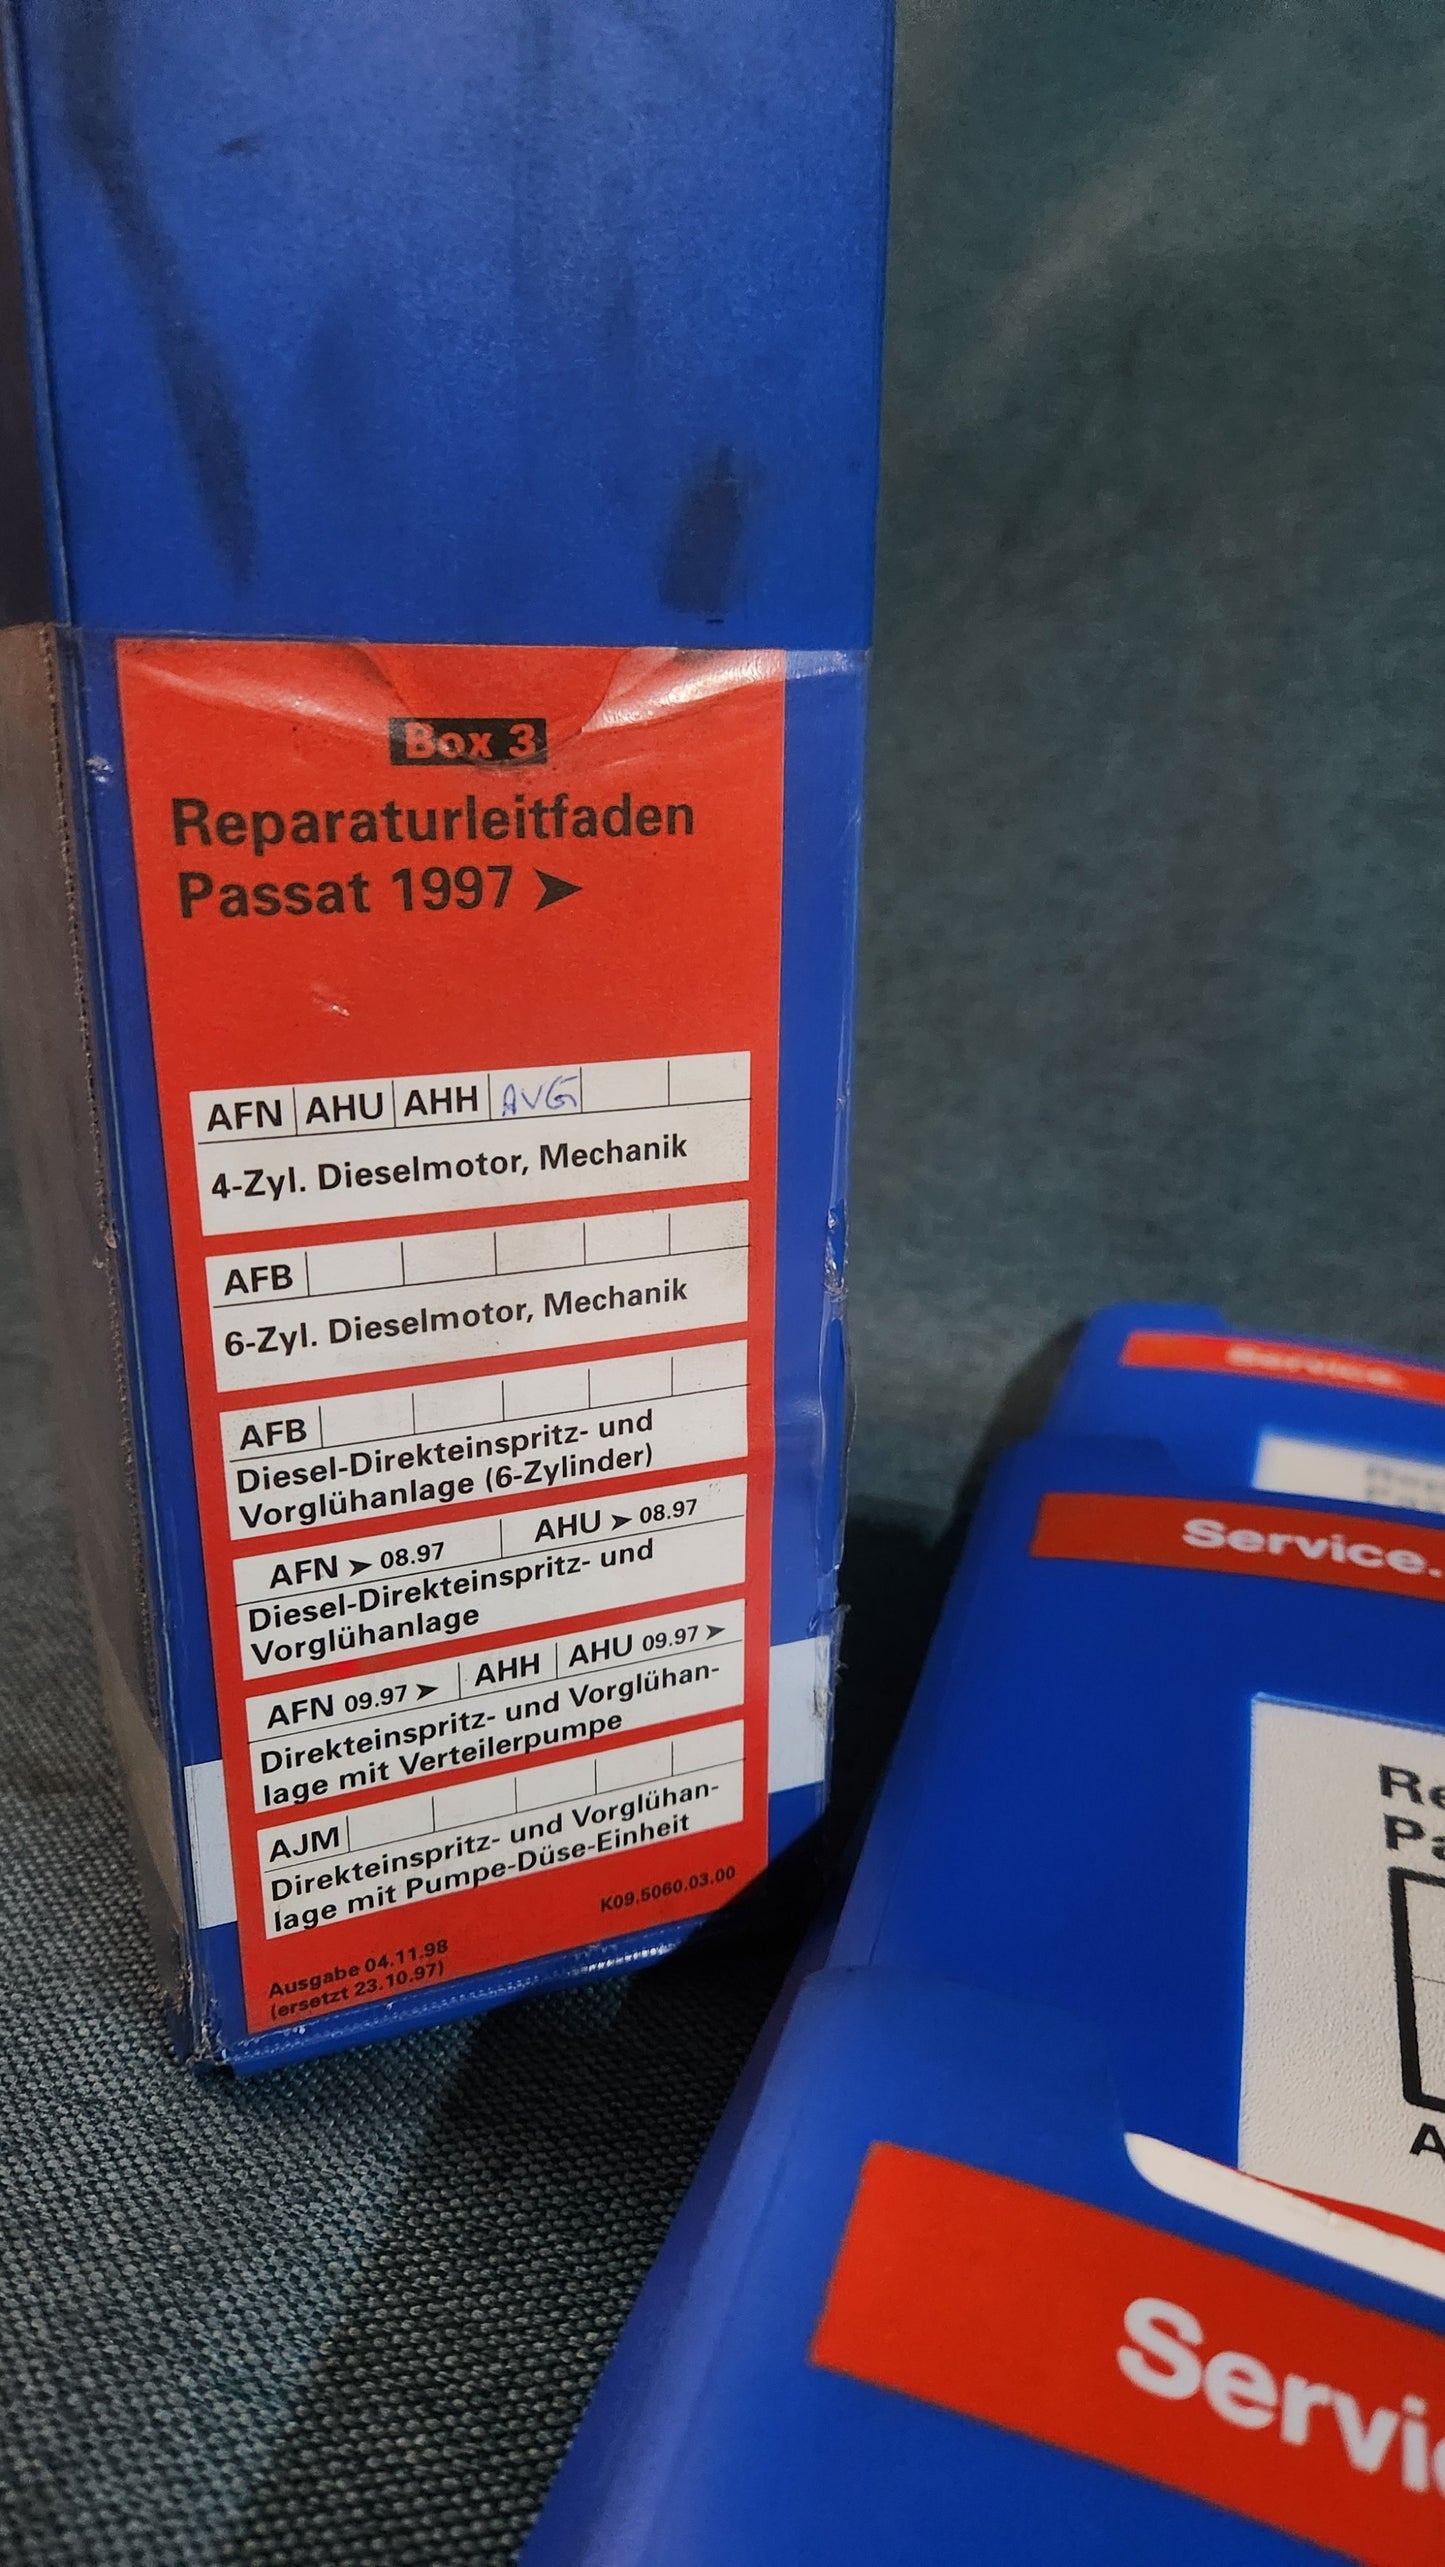 Box 3
Reparaturleitfaden
Passat 1997 ➤
AFN AHU AHH AVG
4-Zyl. Dieselmotor, Mechanik
AFB
6-Zyl. Dieselmotor, Mechanik
AFB
Diesel-Direkteinspritz- und
Vorglühanlage (6-Zylinder)
AFN ➤ 08.97 AHU ➤ 08.97
Diesel-Direkteinspritz- und
Vorglühanlage
AFN 09.97 ➤ AHH AHU 09.97 ➤
Direkteinspritz- und Vorglühan-
lage mit Verteilerpumpe
AJM
Direkteinspritz- und Vorglühan-
lage mit Pumpe-Düse-Einheit
K09.5060.03.00
Ausgabe 04.11.98
(ersetzt 23.10.97)
Service.
Service.
Re
Pa
A
Servic